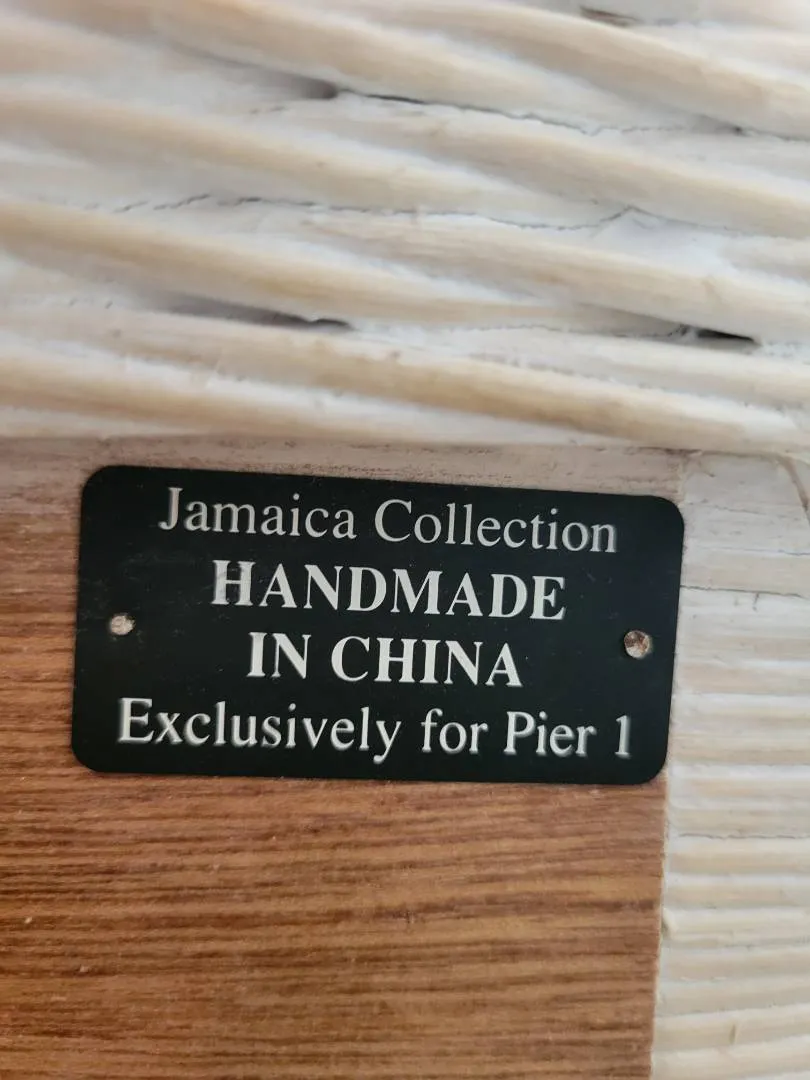 Jamaica Collection
HANDMADE
IN CHINA
Exclusively for Pier 1